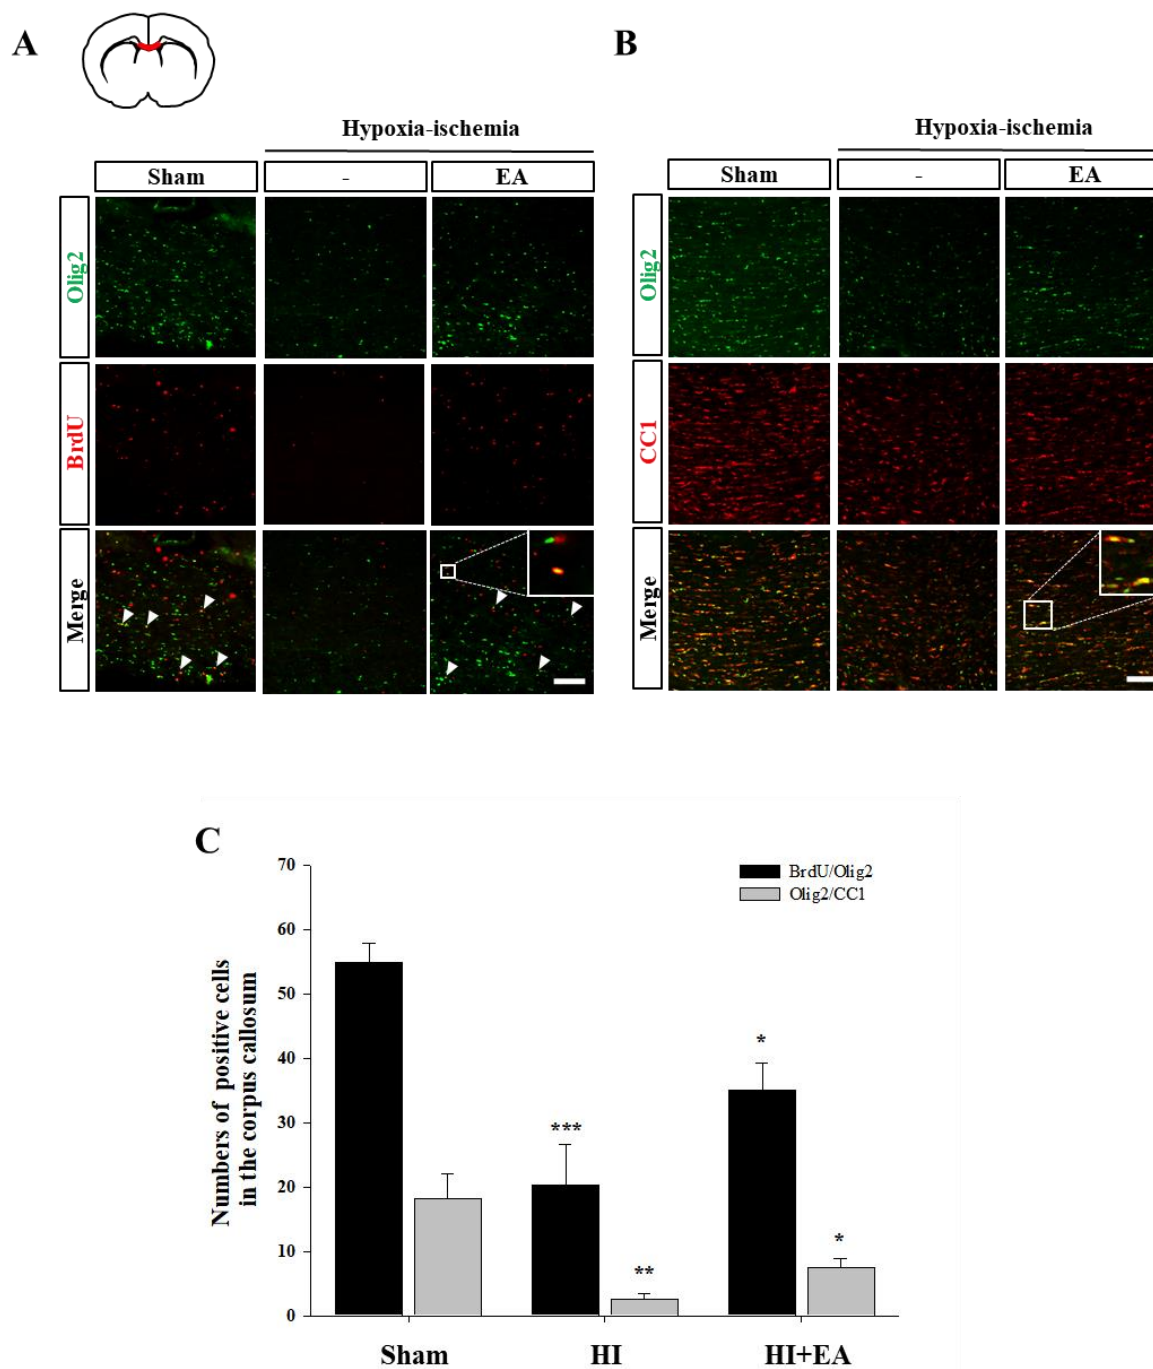 A
B
Hypoxia-ischemia
Hypoxia-ischemia
Sham
-
EA
Sham
-
EA
Olig2
Olig2
BrdU
CC1
Merge
Merge
C
70
60
50
40
30
20
10
0
Numbers of positive cells
in the corpus callosum
BrdU/Olig2
Olig2/CC1
***
**
*
*
Sham
HI
HI+EA